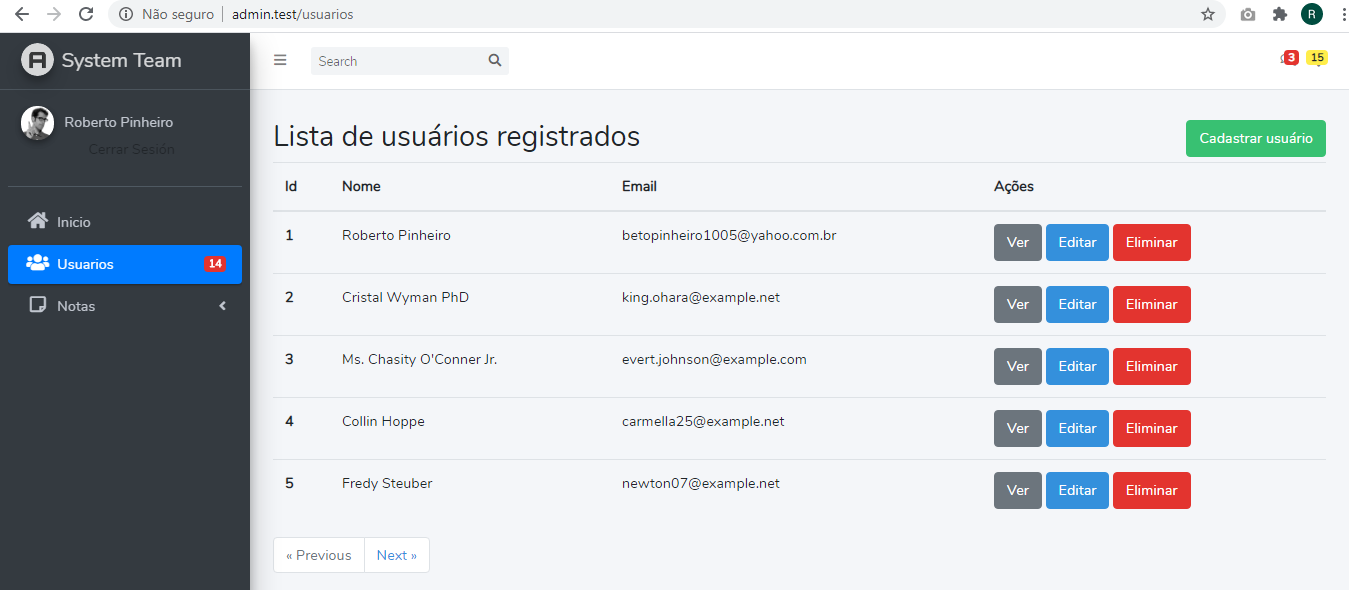 Não seguro | admin.test/usuarios
R
System Team
Search
3 15
Roberto Pinheiro
Cerrar Sesión
Inicio
Usuarios 14
Notas
Lista de usuários registrados
Cadastrar usuário
Id Nome Email Ações
1 Roberto Pinheiro betopinheiro1005@yahoo.com.br Ver Editar Eliminar
2 Cristal Wyman PhD king.ohara@example.net Ver Editar Eliminar
3 Ms. Chasity O'Conner Jr. evert.johnson@example.com Ver Editar Eliminar
4 Collin Hoppe carmella25@example.net Ver Editar Eliminar
5 Fredy Steuber newton07@example.net Ver Editar Eliminar
« Previous Next »